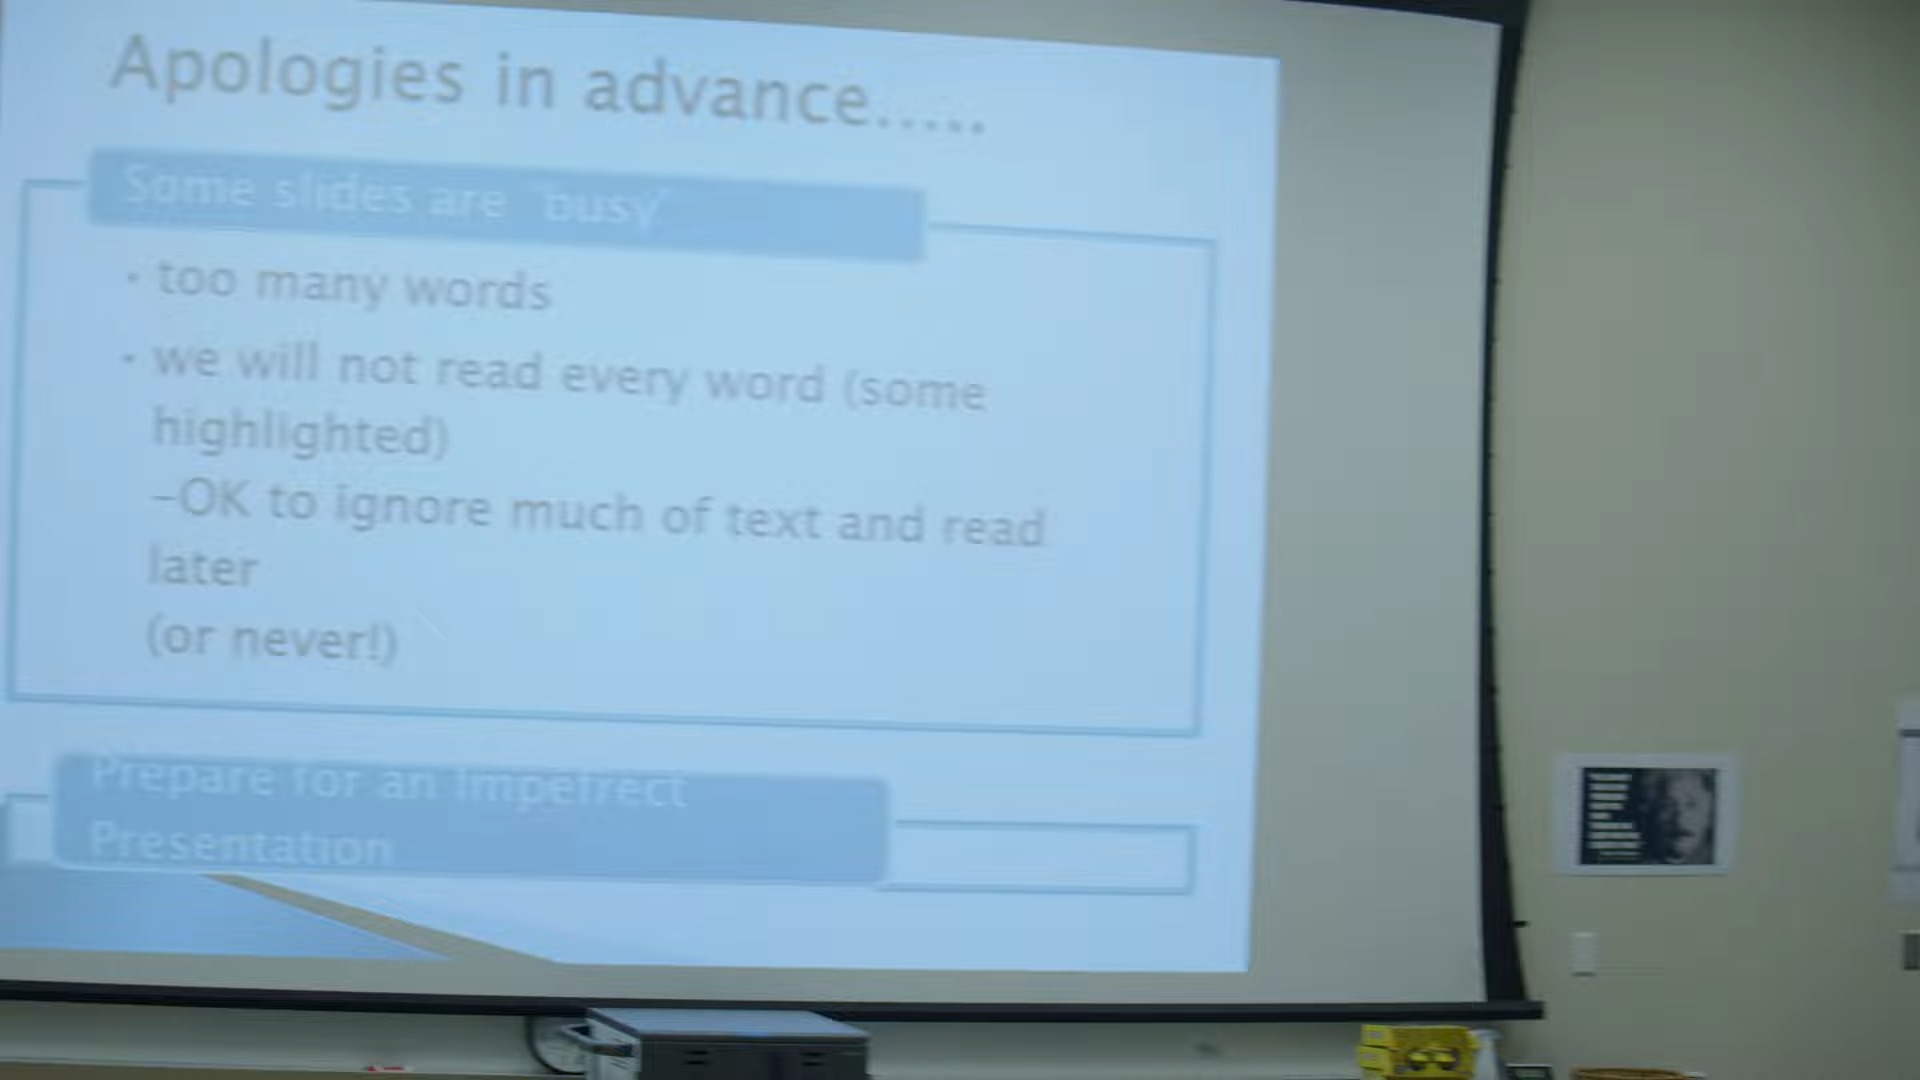 Apologies in advance.....
Some slides are "busy"
• too many words
• we will not read every word (some
highlighted)
–OK to ignore much of text and read
later
(or never!)
Prepare for an Impefrect
Presentation